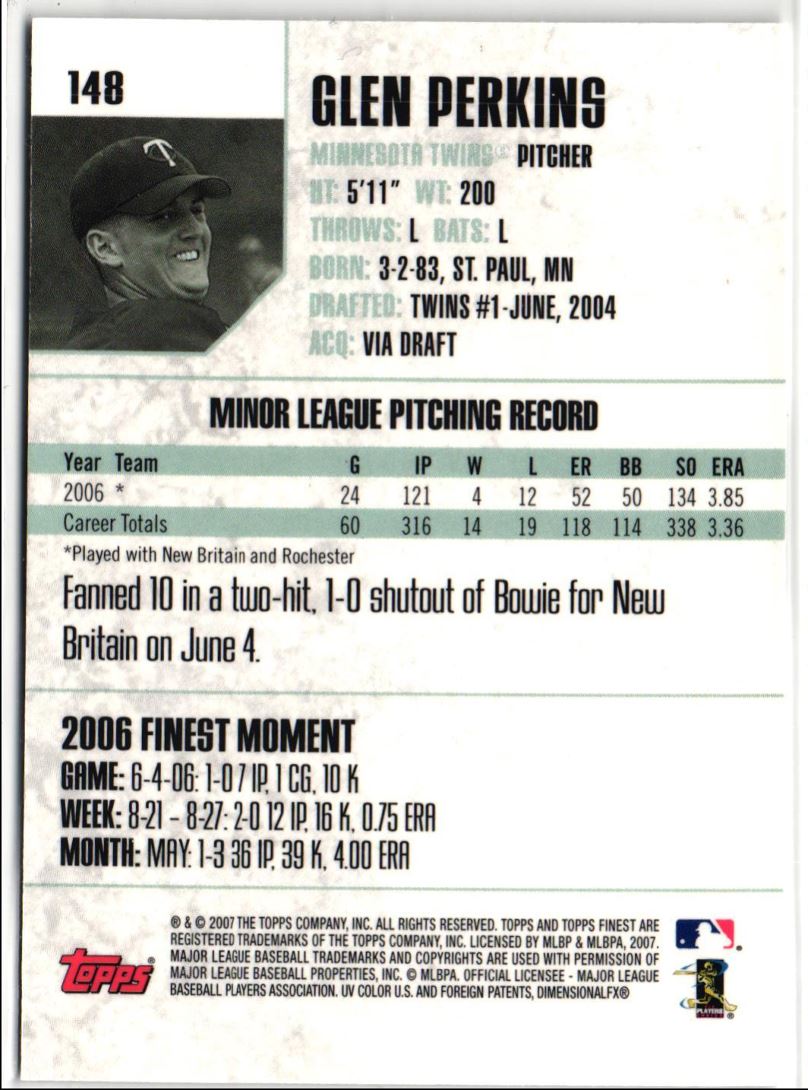 148
GLEN PERKINS
MINNESOTA TWINS® PITCHER
HT: 5'11" WT: 200
THROWS: L BATS: L
BORN: 3-2-83, ST. PAUL, MN
DRAFTED: TWINS #1-JUNE, 2004
ACQ: VIA DRAFT
T
MINOR LEAGUE PITCHING RECORD
Year Team G IP W L ER BB SO ERA
2006 * 24 121 4 12 52 50 134 3.85
Career Totals 60 316 14 19 118 114 338 3.36
*Played with New Britain and Rochester
Fanned 10 in a two-hit, 1-0 shutout of Bowie for New
Britain on June 4.
2006 FINEST MOMENT
GAME: 6-4-06: 1-0 7 IP, 1 CG, 10 K
WEEK: 8-21 – 8-27: 2-0 12 IP, 16 K, 0.75 ERA
MONTH: MAY: 1-3 36 IP, 39 K, 4.00 ERA
® & © 2007 THE TOPPS COMPANY, INC. ALL RIGHTS RESERVED. TOPPS AND TOPPS FINEST ARE
REGISTERED TRADEMARKS OF THE TOPPS COMPANY, INC. LICENSED BY MLBP & MLBPA, 2007.
MAJOR LEAGUE BASEBALL TRADEMARKS AND COPYRIGHTS ARE USED WITH PERMISSION OF
MAJOR LEAGUE BASEBALL PROPERTIES, INC. © MLBPA. OFFICIAL LICENSEE - MAJOR LEAGUE
BASEBALL PLAYERS ASSOCIATION. UV COLOR U.S. AND FOREIGN PATENTS, DIMENSIONALFX®
topps®
PLAYERS